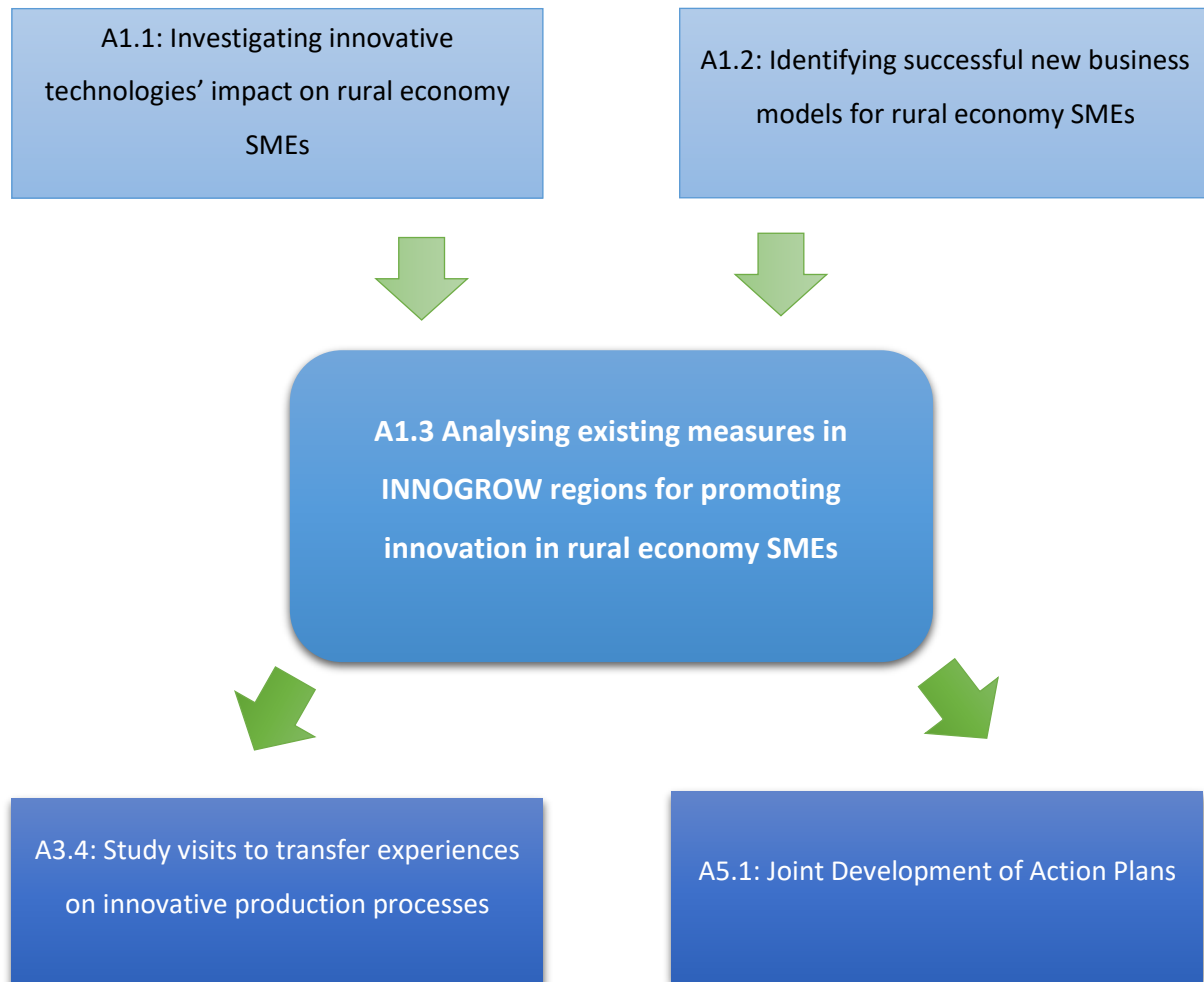 A1.1: Investigating innovative
technologies’ impact on rural economy
SMEs
A1.2: Identifying successful new business
models for rural economy SMEs
A1.3 Analysing existing measures in
INNOGROW regions for promoting
innovation in rural economy SMEs
A3.4: Study visits to transfer experiences
on innovative production processes
A5.1: Joint Development of Action Plans